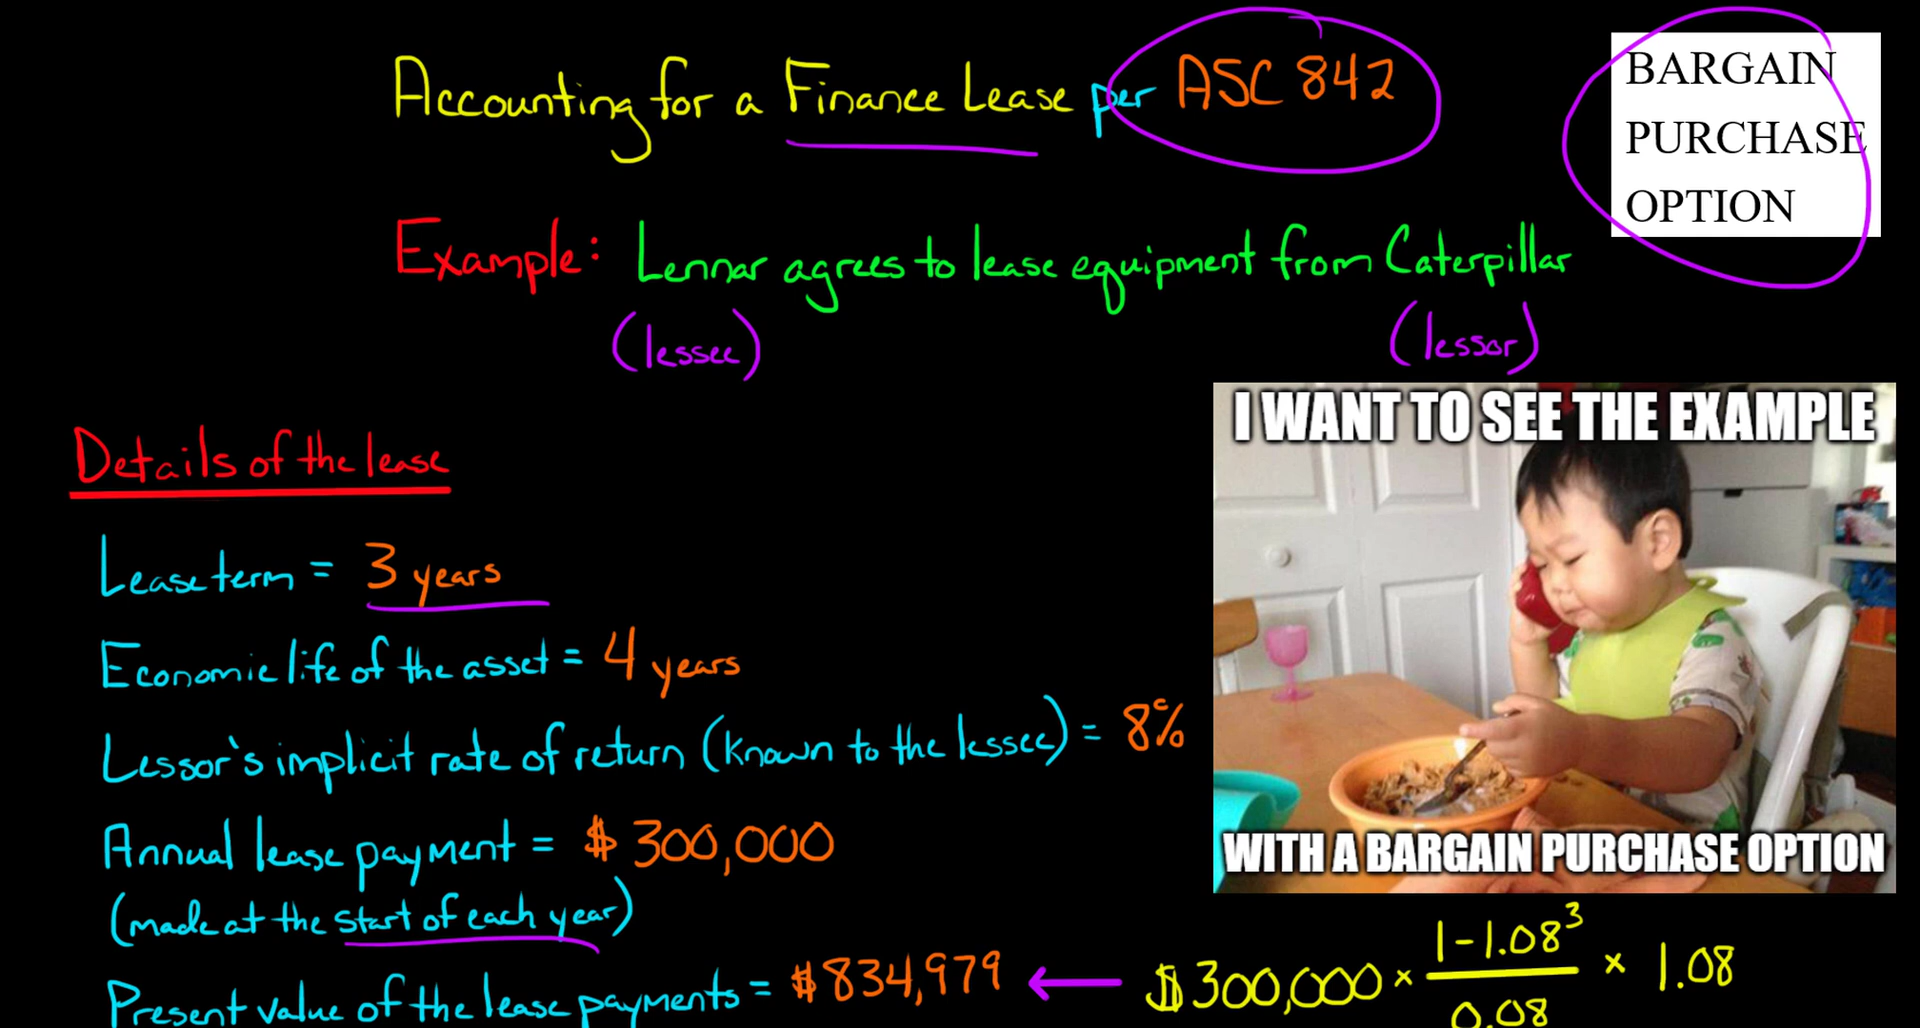 Accounting for a Finance Lease per ASC 842
BARGAIN
PURCHASE
OPTION
Example: Lennar agrees to lease equipment from Caterpillar
(lessee)
(lessor)
Details of the lease
Lease term = 3 years
Economic life of the asset = 4 years
Lessor's implicit rate of return (known to the lessee) = 8%
Annual lease payment = $300,000
(made at the start of each year)
Present value of the lease payments = $834,979 ← $300,000 × 1-1.08³
0.08
× 1.08
I WANT TO SEE THE EXAMPLE
WITH A BARGAIN PURCHASE OPTION